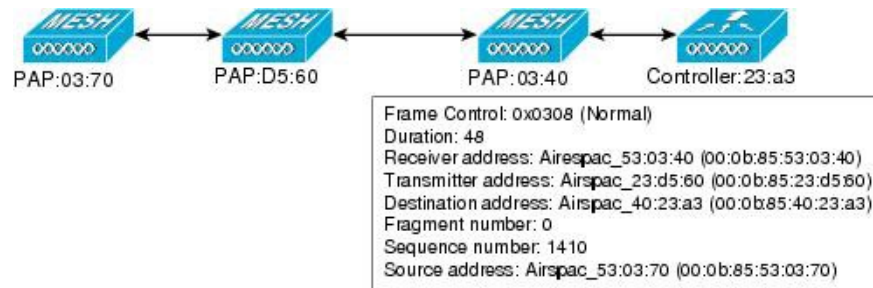 MESH
MESH
MESH
PAP:03:70
PAP:D5:60
PAP:03:40
Controller:23:a3
Frame Control: 0x0308 (Normal)
Duration: 48
Receiver address: Airespac_53:03:40 (00:0b:85:53:03:40)
Transmitter address: Airspac_23:d5:60 (00:0b:85:23:d5:60)
Destination address: Airspac_40:23:a3 (00:0b:85:40:23:a3)
Fragment number: 0
Sequence number: 1410
Source address: Airspac_53:03:70 (00:0b:85:53:03:70)